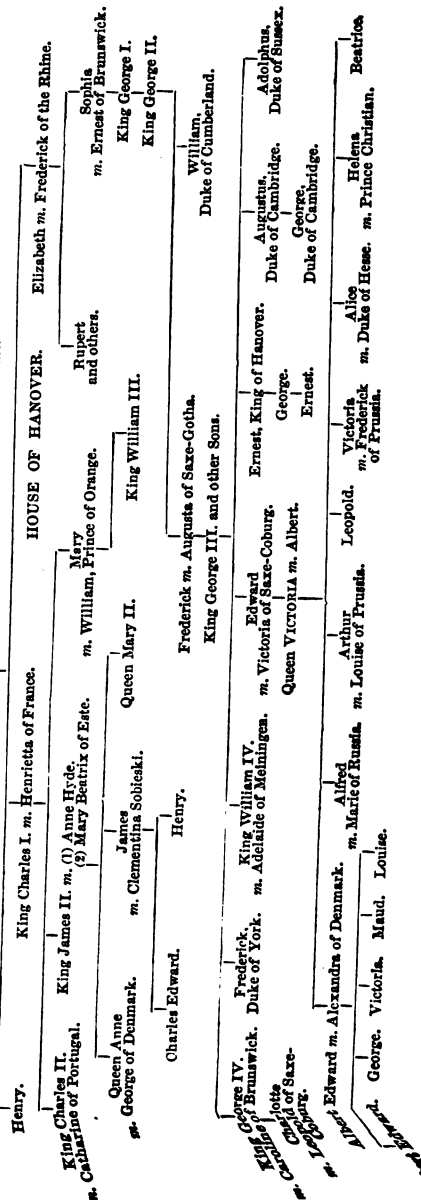 HOUSE OF HANOVER.
Henry.
King Charles I. m. Henrietta of France.
Elizabeth m. Frederick of the Rhine.
King Charles II.
m. Catharine of Portugal.
King James II. m. (1) Anne Hyde.
(2) Mary Beatrix of Este.
Mary
m. William, Prince of Orange.
Rupert
and others.
Sophia
m. Ernest of Brunswick.
King George I.
King George II.
Queen Anne
m. George of Denmark.
James
m. Clementina Sobieski.
Queen Mary II.
King William III.
Charles Edward.
Henry.
Frederick m. Augusta of Saxe-Gotha.
William,
Duke of Cumberland.
King George III. and other Sons.
King George IV.
of Brunswick.
Frederick,
Duke of York.
King William IV.
m. Adelaide of Meiningen.
Edward
m. Victoria of Saxe-Coburg.
Ernest, King of Hanover.
George.
Ernest.
Augustus,
Duke of Cambridge.
George,
Duke of Cambridge.
Adolphus,
Duke of Sussex.
Queen VICTORIA m. Albert.
Albert Edward m. Alexandra of Denmark.
Alfred
m. Marie of Russia.
Arthur
m. Louise of Prussia.
Leopold.
Victoria
m. Frederick
of Prussia.
Alice
m. Duke of Hesse.
Helena
m. Prince Christian.
Beatrice.
George.
Victoria.
Maud.
Louise.